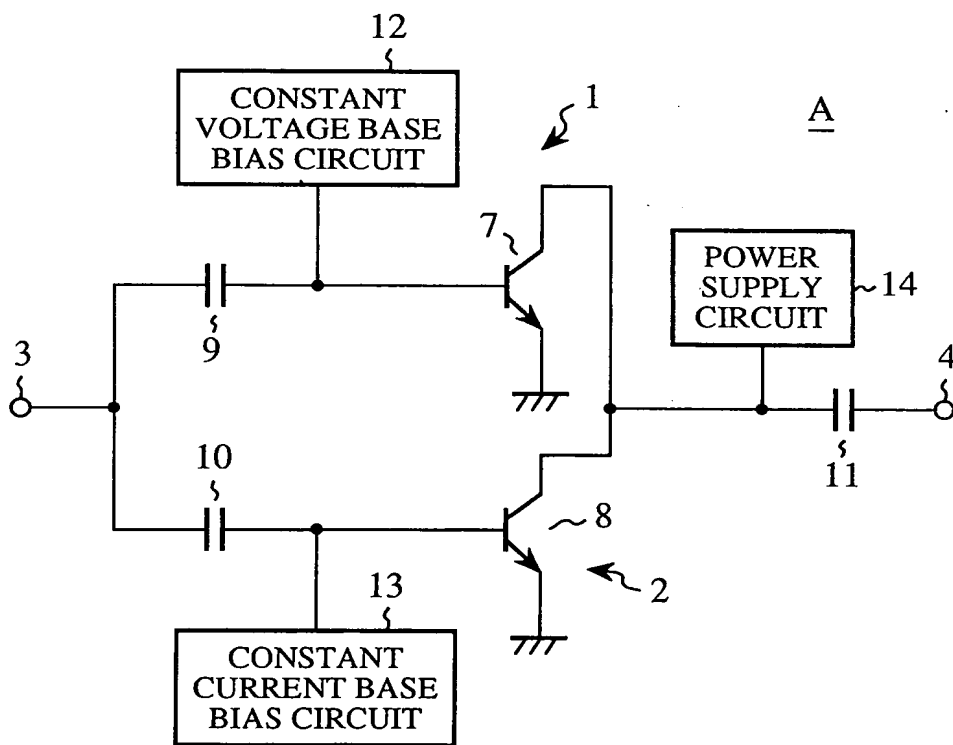 12
CONSTANT
VOLTAGE BASE
BIAS CIRCUIT
1
A
7
POWER
SUPPLY
CIRCUIT
14
9
3
4
10
11
8
2
13
CONSTANT
CURRENT BASE
BIAS CIRCUIT